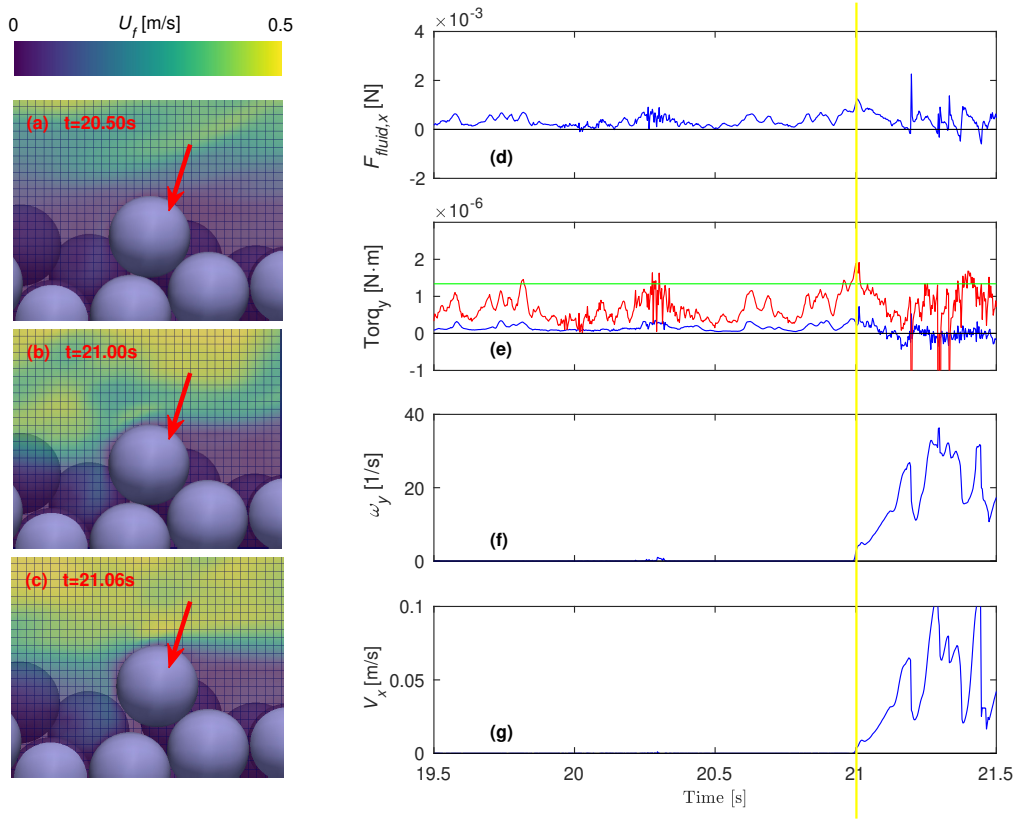 0 U_f [m/s] 0.5
(a) t=20.50s
(b) t=21.00s
(c) t=21.06s
×10^-3
4
2
0
-2
F_fluid,x [N]
(d)
×10^-6
3
2
1
0
-1
Torq_y [N·m]
(e)
40
20
0
ω_y [1/s]
(f)
0.1
0.05
0
V_x [m/s]
(g)
19.5 20 20.5 21 21.5
Time [s]